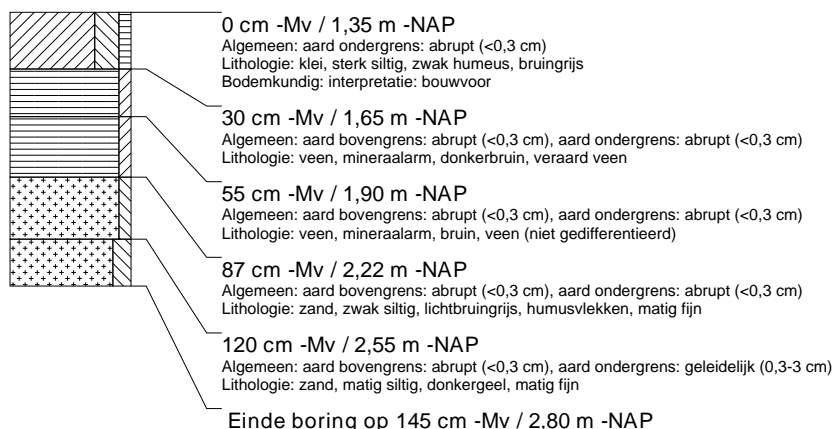 0 cm -Mv / 1,35 m -NAP
Algemeen: aard ondergrens: abrupt (<0,3 cm)
Lithologie: klei, sterk siltig, zwak humeus, bruingrijs
Bodemkundig: interpretatie: bouwvoor
30 cm -Mv / 1,65 m -NAP
Algemeen: aard bovengrens: abrupt (<0,3 cm), aard ondergrens: abrupt (<0,3 cm)
Lithologie: veen, mineraalarm, donkerbruin, veraard veen
55 cm -Mv / 1,90 m -NAP
Algemeen: aard bovengrens: abrupt (<0,3 cm), aard ondergrens: abrupt (<0,3 cm)
Lithologie: veen, mineraalarm, bruin, veen (niet gedifferentieerd)
87 cm -Mv / 2,22 m -NAP
Algemeen: aard bovengrens: abrupt (<0,3 cm), aard ondergrens: abrupt (<0,3 cm)
Lithologie: zand, zwak siltig, lichtbruingrijs, humusvlekken, matig fijn
120 cm -Mv / 2,55 m -NAP
Algemeen: aard bovengrens: abrupt (<0,3 cm), aard ondergrens: geleidelijk (0,3-3 cm)
Lithologie: zand, matig siltig, donkergeel, matig fijn
Einde boring op 145 cm -Mv / 2,80 m -NAP